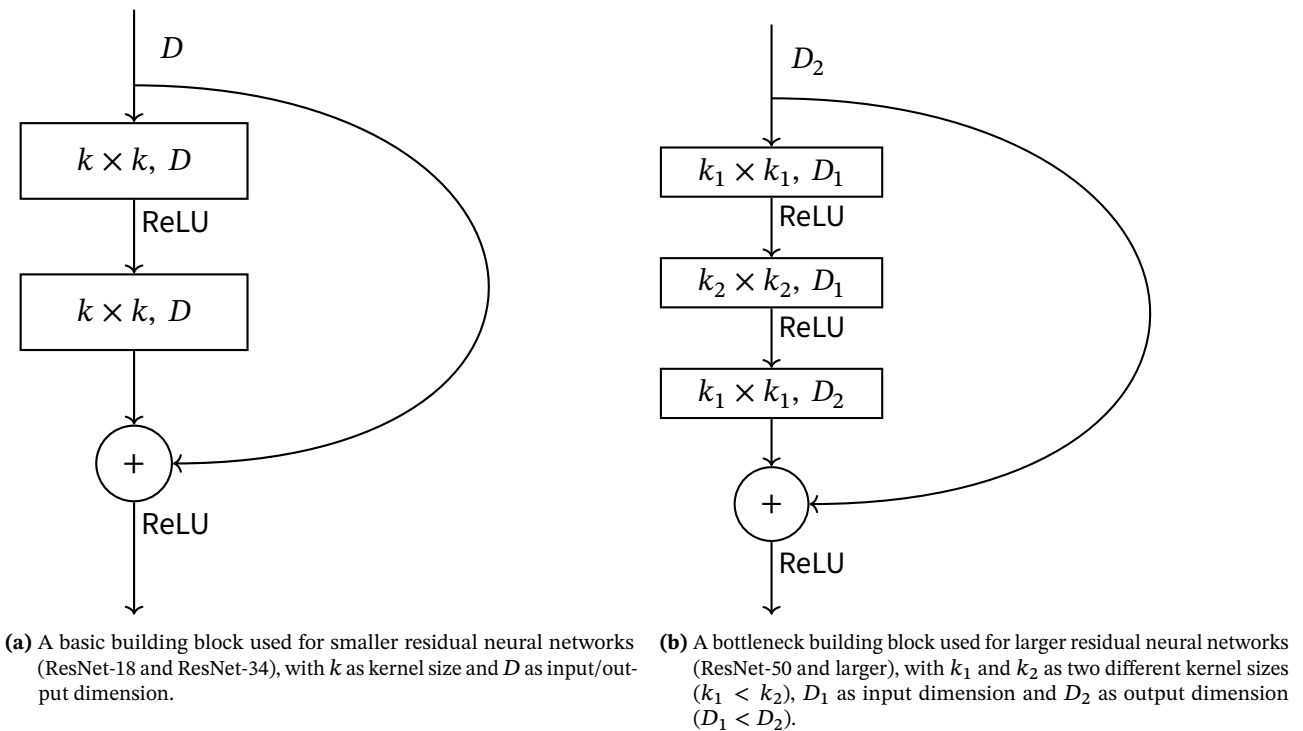 D
k × k, D
ReLU
k × k, D
+
ReLU
(a) A basic building block used for smaller residual neural networks
(ResNet-18 and ResNet-34), with k as kernel size and D as input/out-
put dimension.
D₂
k₁ × k₁, D₁
ReLU
k₂ × k₂, D₁
ReLU
k₁ × k₁, D₂
+
ReLU
(b) A bottleneck building block used for larger residual neural networks
(ResNet-50 and larger), with k₁ and k₂ as two different kernel sizes
(k₁ < k₂), D₁ as input dimension and D₂ as output dimension
(D₁ < D₂).